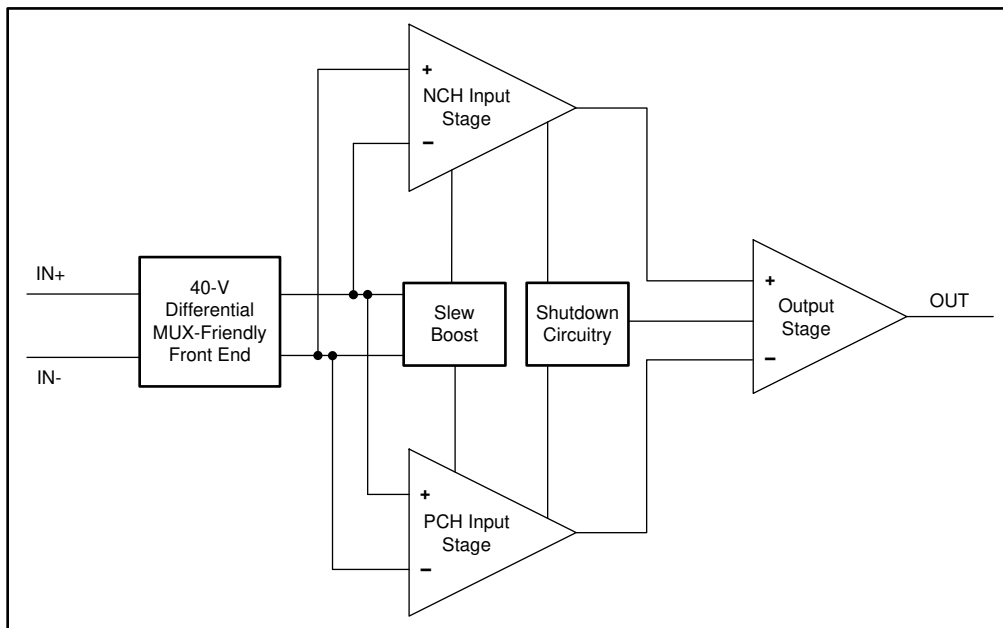 +
NCH Input
Stage
−
IN+
IN-
40-V
Differential
MUX-Friendly
Front End
Slew
Boost
Shutdown
Circuitry
+
Output
Stage
−
OUT
+
PCH Input
Stage
−